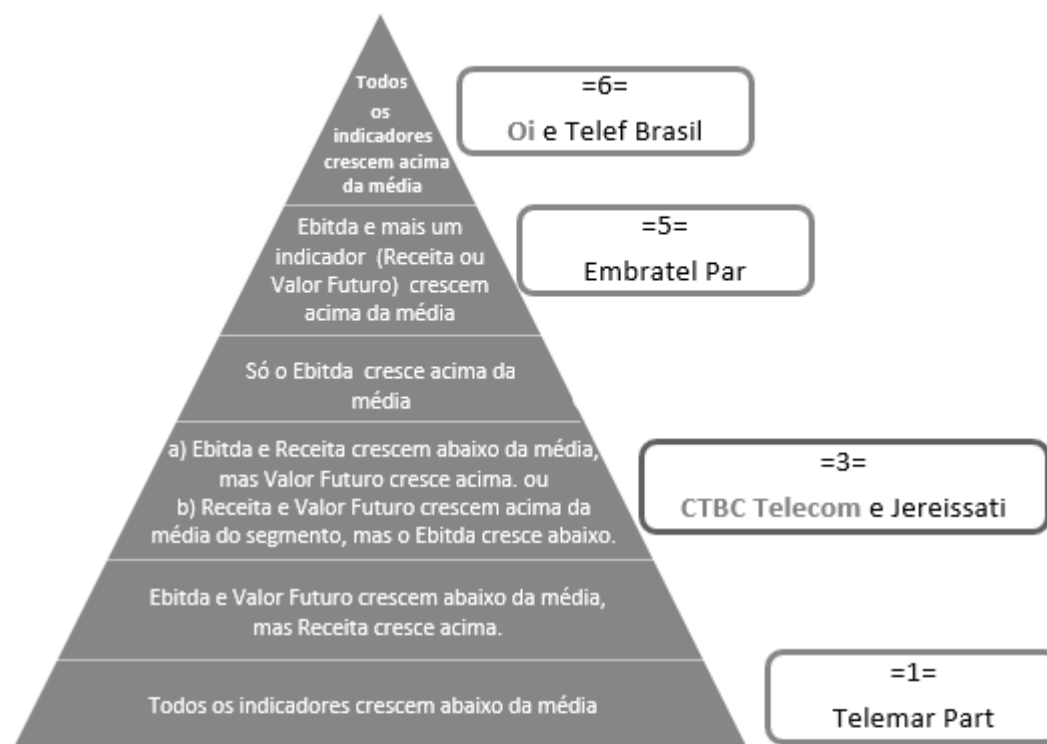 Todos
os
indicadores
crescem acima
da média
=6=
Oi e Telef Brasil
Ebitda e mais um
indicador (Receita ou
Valor Futuro) crescem
acima da média
=5=
Embratel Par
Só o Ebitda cresce acima da
média
a) Ebitda e Receita crescem abaixo da média,
mas Valor Futuro cresce acima. ou
b) Receita e Valor Futuro crescem acima da
média do segmento, mas o Ebitda cresce abaixo.
=3=
CTBC Telecom e Jereissati
Ebitda e Valor Futuro crescem abaixo da média,
mas Receita cresce acima.
Todos os indicadores crescem abaixo da média
=1=
Telemar Part